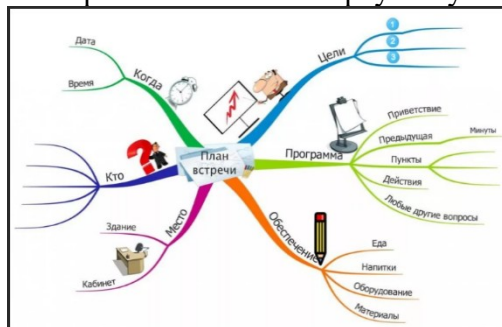 Дата
Время
Когда
Цели
1
2
3
Приветствие
Предыдущая
Минуты
Программа
Пункты
Действия
Любые другие вопросы
План
встречи
Кто
Место
Здание
Кабинет
Обеспечение
Еда
Напитки
Оборудование
Материалы